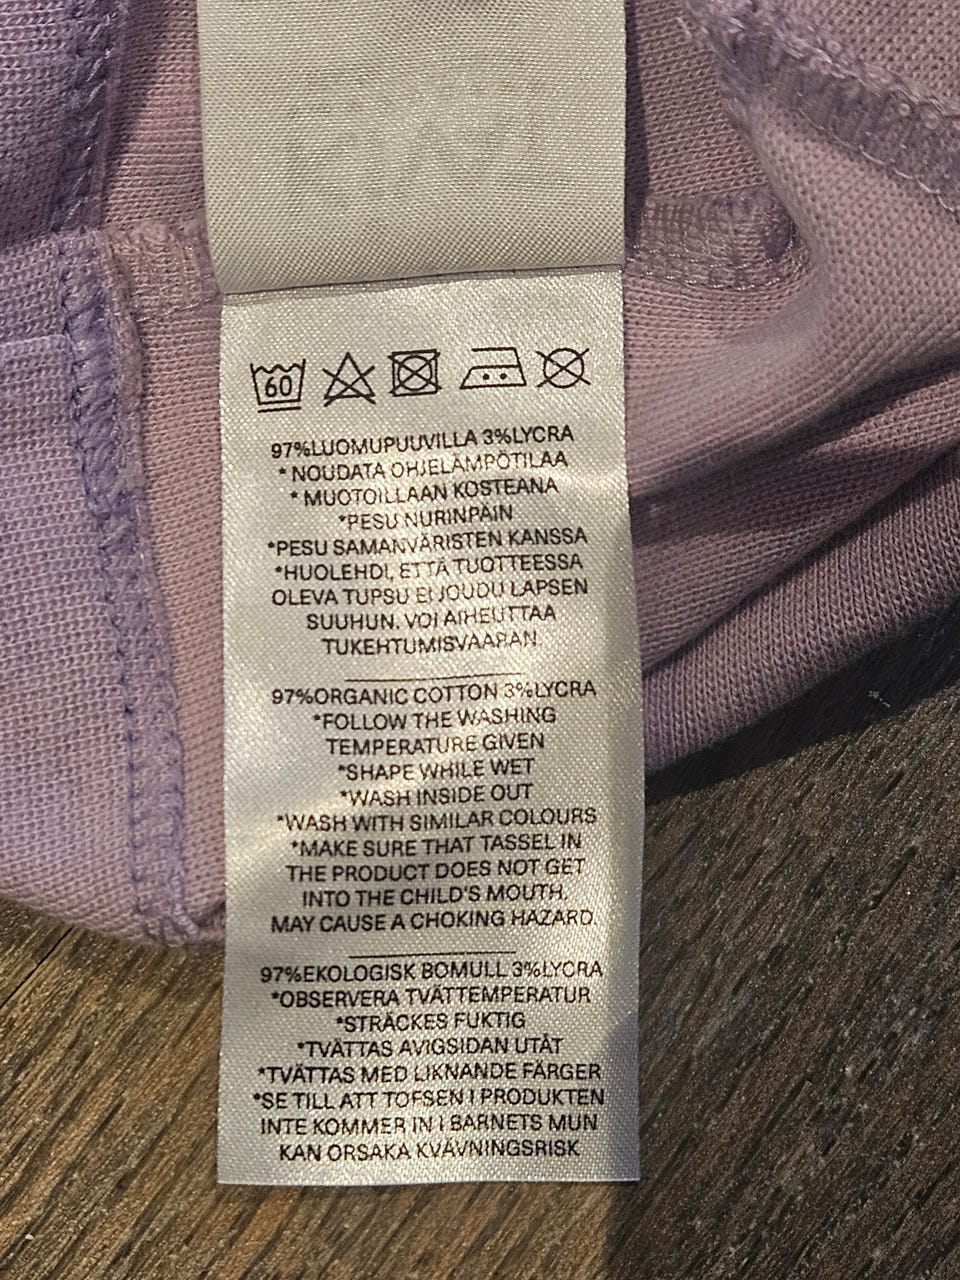 60
97%LUOMUPUUVILLA 3%LYCRA
* NOUDATA OHJELÄMPÖTILAA
* MUOTOILLAAN KOSTEANA
*PESU NURINPÄIN
*PESU SAMANVÄRISTEN KANSSA
*HUOLEHDI, ETTÄ TUOTTEESSA
OLEVA TUPSU EI JOUDU LAPSEN
SUUHUN. VOI AIHEUTTAA
TUKEHTUMISVAARAN.
97%ORGANIC COTTON 3%LYCRA
*FOLLOW THE WASHING
TEMPERATURE GIVEN
*SHAPE WHILE WET
*WASH INSIDE OUT
*WASH WITH SIMILAR COLOURS
*MAKE SURE THAT TASSEL IN
THE PRODUCT DOES NOT GET
INTO THE CHILD'S MOUTH.
MAY CAUSE A CHOKING HAZARD.
97%EKOLOGISK BOMULL 3%LYCRA
*OBSERVERA TVÄTTEMPERATUR
*STRÄCKES FUKTIG
*TVÄTTAS AVIGSIDAN UTÅT
*TVÄTTAS MED LIKNANDE FÄRGER
*SE TILL ATT TOFSEN I PRODUKTEN
INTE KOMMER IN I BARNETS MUN
KAN ORSAKA KVÄVNINGSRISK